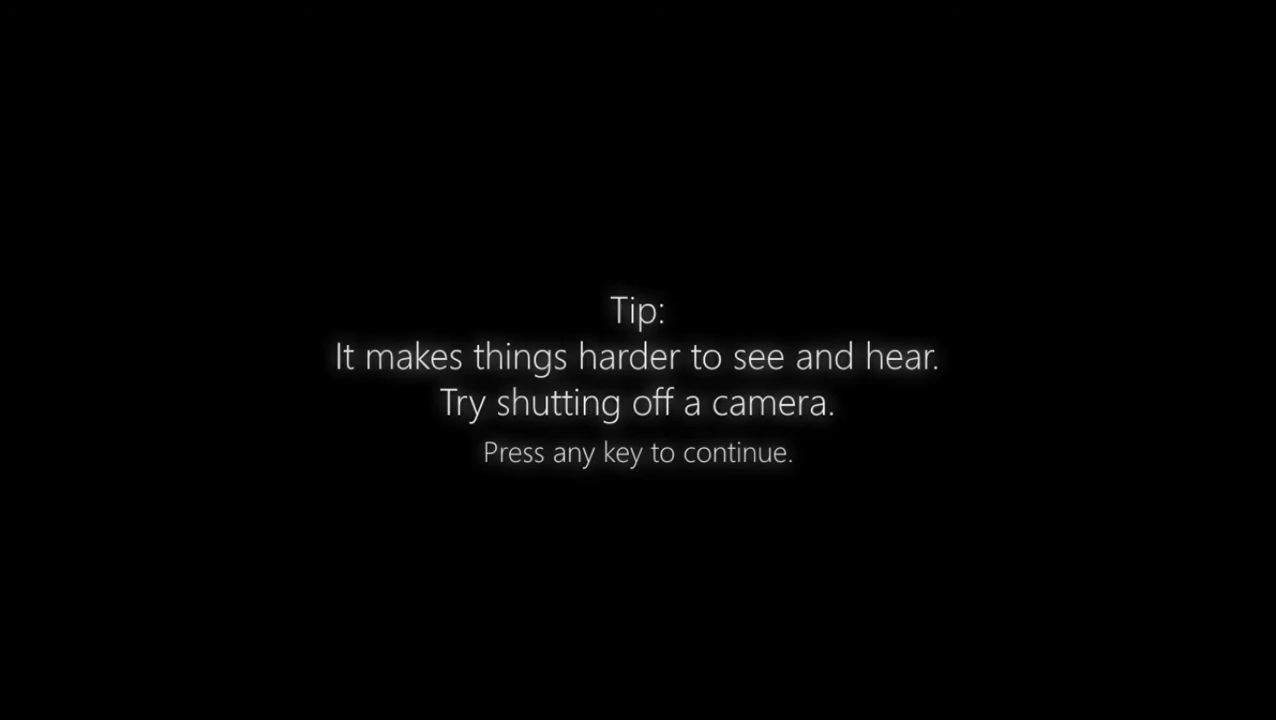 Tip:
It makes things harder to see and hear.
Try shutting off a camera.
Press any key to continue.